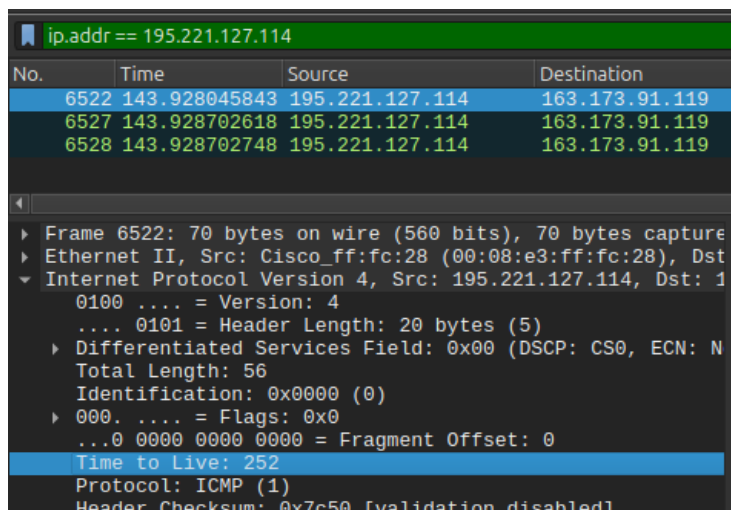 ip.addr == 195.221.127.114
No. Time Source Destination
6522 143.928045843 195.221.127.114 163.173.91.119
6527 143.928702618 195.221.127.114 163.173.91.119
6528 143.928702748 195.221.127.114 163.173.91.119
Frame 6522: 70 bytes on wire (560 bits), 70 bytes capture
Ethernet II, Src: Cisco_ff:fc:28 (00:08:e3:ff:fc:28), Dst
Internet Protocol Version 4, Src: 195.221.127.114, Dst: 1
0100 .... = Version: 4
.... 0101 = Header Length: 20 bytes (5)
Differentiated Services Field: 0x00 (DSCP: CS0, ECN: N
Total Length: 56
Identification: 0x0000 (0)
000. .... = Flags: 0x0
...0 0000 0000 0000 = Fragment Offset: 0
Time to Live: 252
Protocol: ICMP (1)
Header Checksum: 0x7c50 [validation disabled]